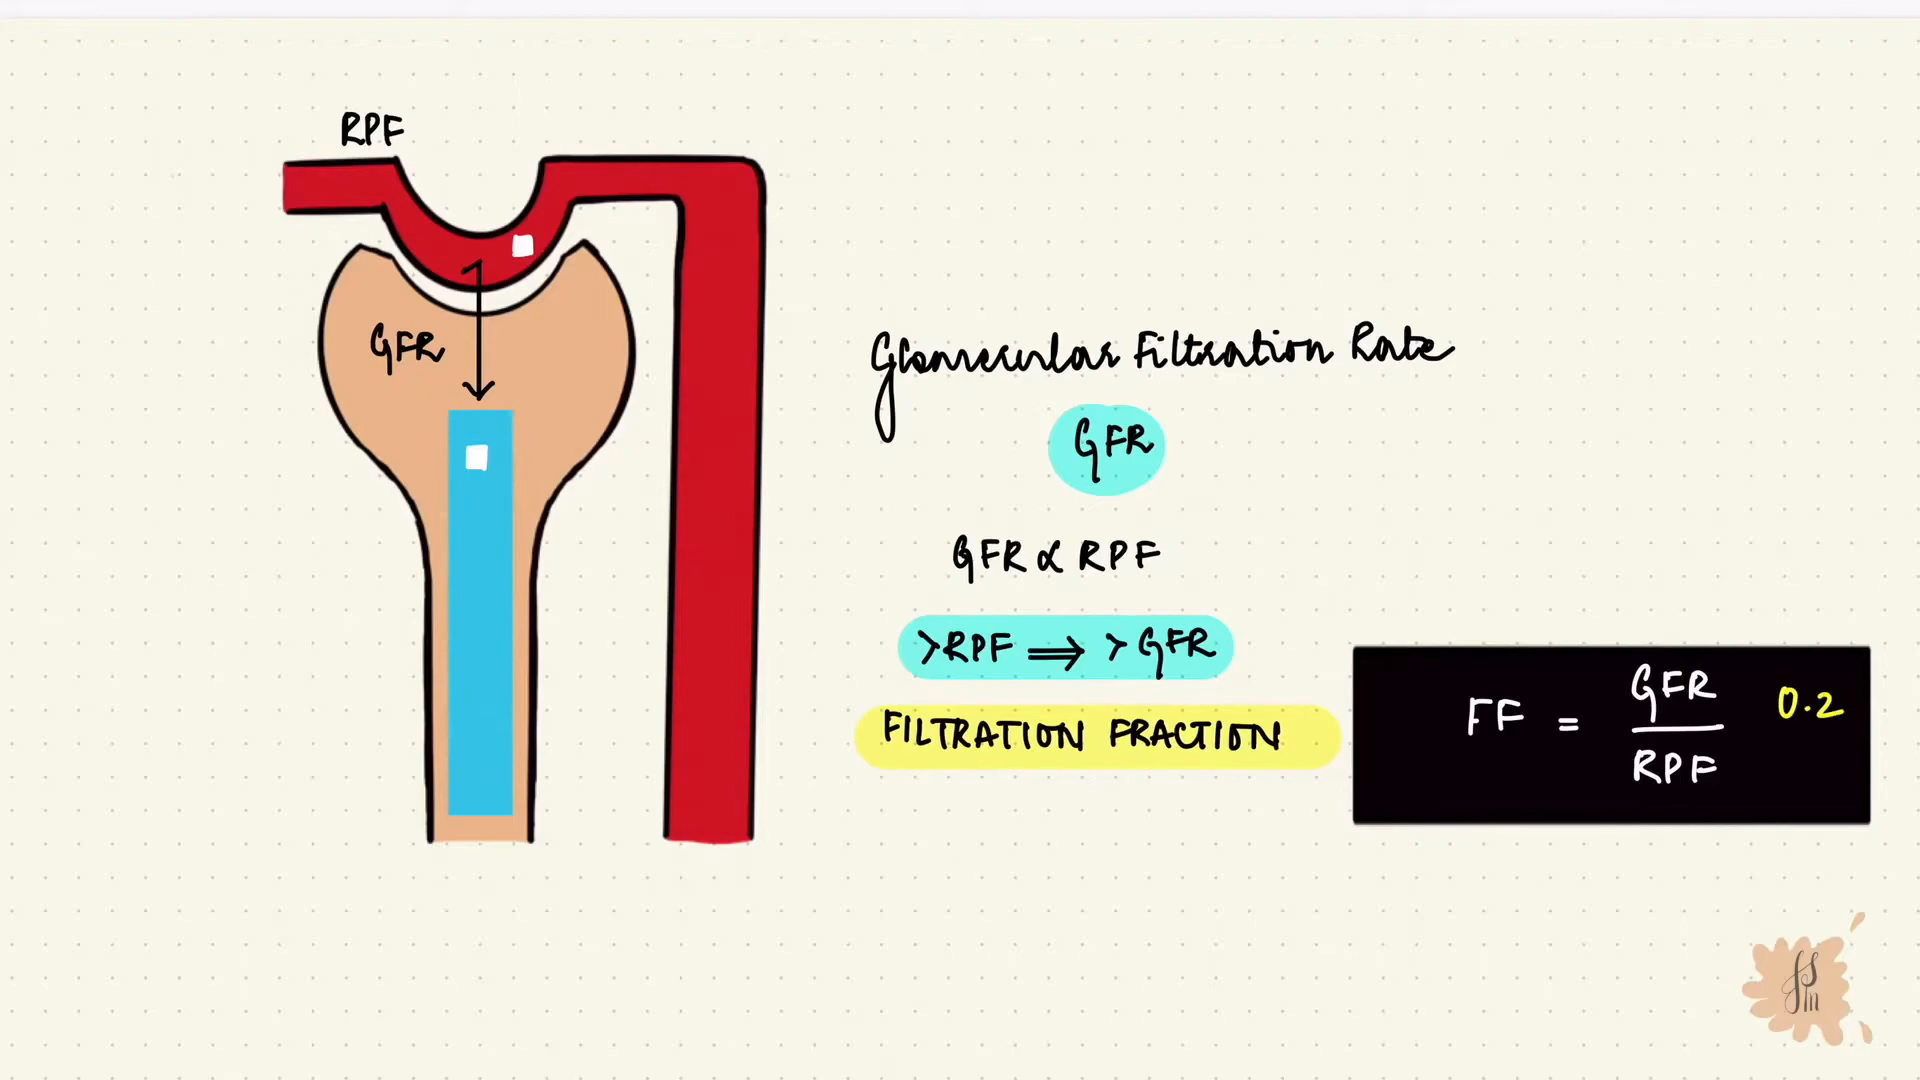 RPF
GFR
Glomerular Filtration Rate
GFR
GFR ∝ RPF
>RPF ⟹ >GFR
FILTRATION FRACTION
FF = GFR / RPF 0.2